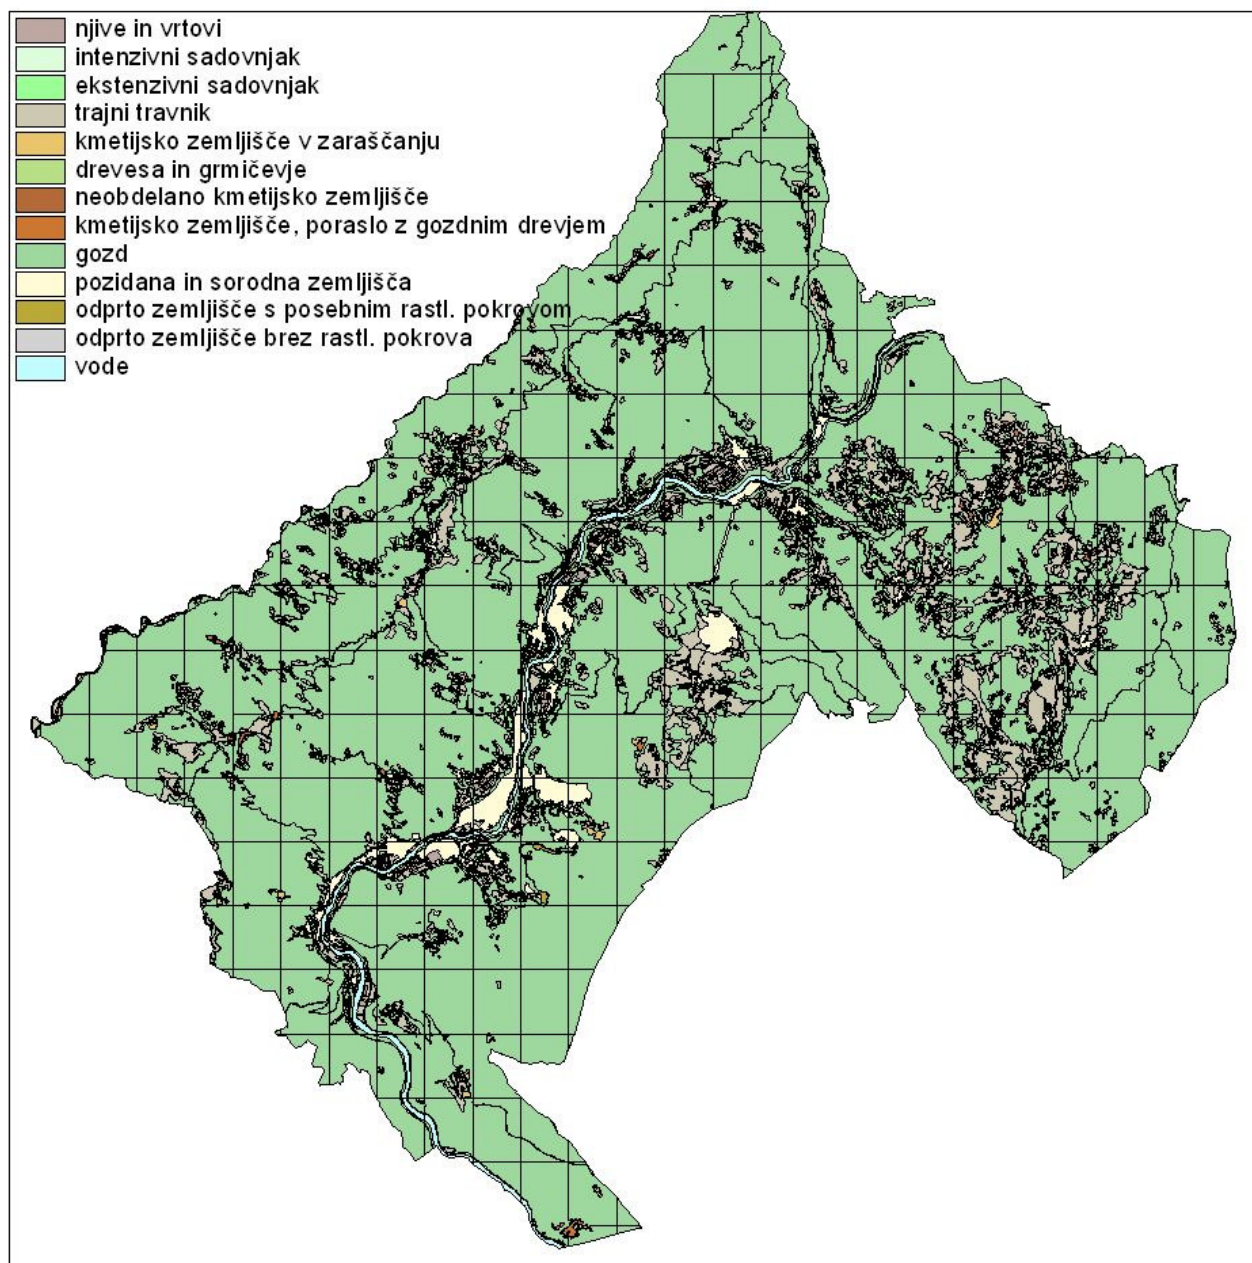 njive in vrtovi
intenzivni sadovnjak
ekstenzivni sadovnjak
trajni travnik
kmetijsko zemljišče v zaraščanju
drevesa in grmičevje
neobdelano kmetijsko zemljišče
kmetijsko zemljišče, poraslo z gozdnim drevjem
gozd
pozidana in sorodna zemljišča
odprto zemljišče s posebnim rastl. pokrovom
odprto zemljišče brez rastl. pokrova
vode